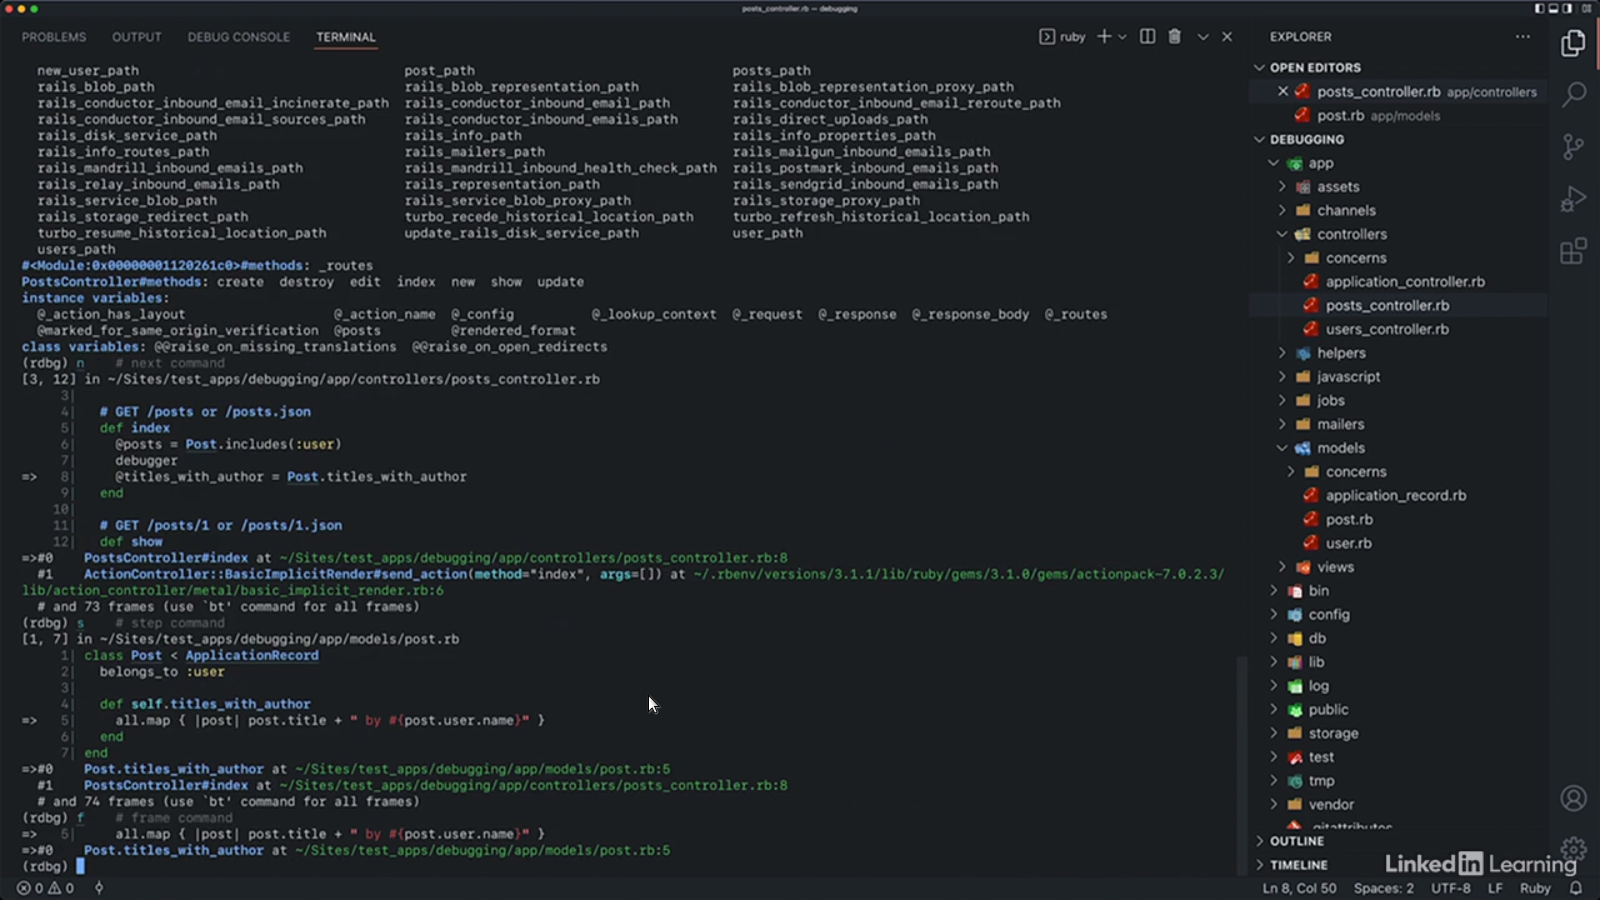 posts_controller.rb — debugging
PROBLEMS OUTPUT DEBUG CONSOLE TERMINAL
ruby
new_user_path post_path posts_path
rails_blob_path rails_blob_representation_path rails_blob_representation_proxy_path
rails_conductor_inbound_email_incinerate_path rails_conductor_inbound_email_path rails_conductor_inbound_email_reroute_path
rails_conductor_inbound_email_sources_path rails_conductor_inbound_emails_path rails_direct_uploads_path
rails_disk_service_path rails_info_path rails_info_properties_path
rails_info_routes_path rails_mailers_path rails_mailgun_inbound_emails_path
rails_mandrill_inbound_emails_path rails_mandrill_inbound_health_check_path rails_postmark_inbound_emails_path
rails_relay_inbound_emails_path rails_representation_path rails_sendgrid_inbound_emails_path
rails_service_blob_path rails_service_blob_proxy_path rails_storage_proxy_path
rails_storage_redirect_path turbo_recede_historical_location_path turbo_refresh_historical_location_path
turbo_resume_historical_location_path update_rails_disk_service_path user_path
users_path
#<Module:0x00000001120261c0>#methods: _routes
PostsController#methods: create destroy edit index new show update
instance variables:
@_action_has_layout @_action_name @_config @_lookup_context @_request @_response @_response_body @_routes
@marked_for_same_origin_verification @posts @rendered_format
class variables: @@raise_on_missing_translations @@raise_on_open_redirects
(rdbg) n # next command
[3, 12] in ~/Sites/test_apps/debugging/app/controllers/posts_controller.rb
3|
4| # GET /posts or /posts.json
5| def index
6| @posts = Post.includes(:user)
7| debugger
=> 8| @titles_with_author = Post.titles_with_author
9| end
10|
11| # GET /posts/1 or /posts/1.json
12| def show
=>#0 PostsController#index at ~/Sites/test_apps/debugging/app/controllers/posts_controller.rb:8
#1 ActionController::BasicImplicitRender#send_action(method="index", args=[]) at ~/.rbenv/versions/3.1.1/lib/ruby/gems/3.1.0/gems/actionpack-7.0.2.3/
lib/action_controller/metal/basic_implicit_render.rb:6
# and 73 frames (use `bt' command for all frames)
(rdbg) s # step command
[1, 7] in ~/Sites/test_apps/debugging/app/models/post.rb
1| class Post < ApplicationRecord
2| belongs_to :user
3|
4| def self.titles_with_author
=> 5| all.map { |post| post.title + " by #{post.user.name}" }
6| end
7| end
=>#0 Post.titles_with_author at ~/Sites/test_apps/debugging/app/models/post.rb:5
#1 PostsController#index at ~/Sites/test_apps/debugging/app/controllers/posts_controller.rb:8
# and 74 frames (use `bt' command for all frames)
(rdbg) f # frame command
=> 5| all.map { |post| post.title + " by #{post.user.name}" }
=>#0 Post.titles_with_author at ~/Sites/test_apps/debugging/app/models/post.rb:5
(rdbg)
EXPLORER
OPEN EDITORS
posts_controller.rb app/controllers
post.rb app/models
DEBUGGING
app
assets
channels
controllers
concerns
application_controller.rb
posts_controller.rb
users_controller.rb
helpers
javascript
jobs
mailers
models
concerns
application_record.rb
post.rb
user.rb
views
bin
config
db
lib
log
public
storage
test
tmp
vendor
.gitattributes
OUTLINE
TIMELINE
LinkedIn Learning
0 0
Ln 8, Col 50 Spaces: 2 UTF-8 LF Ruby